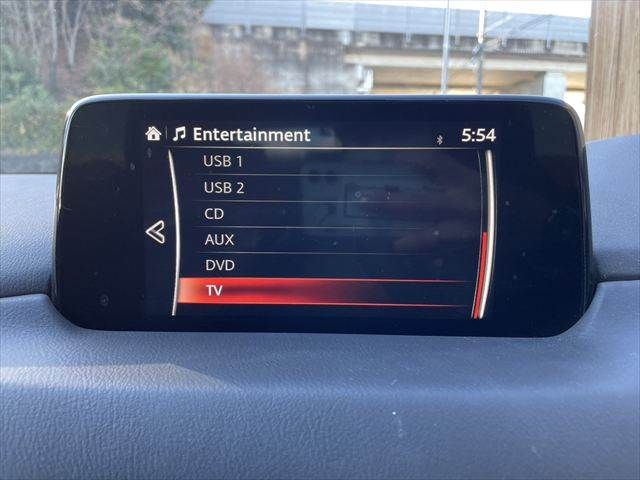 Entertainment 5:54
USB 1
USB 2
CD
AUX
DVD
TV